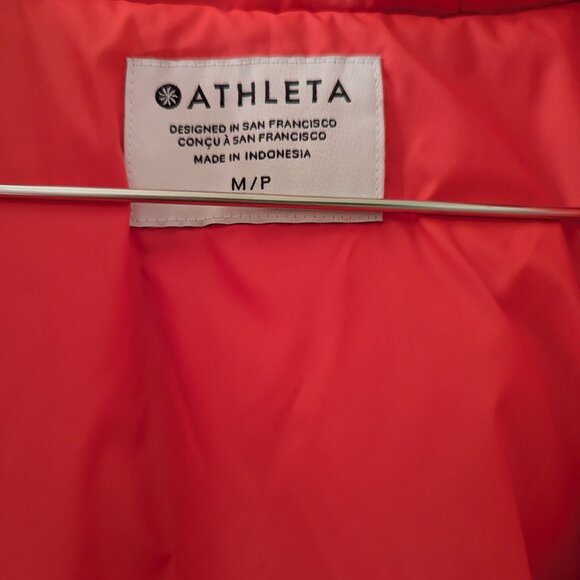 ATHLETA
DESIGNED IN SAN FRANCISCO
CONÇU À SAN FRANCISCO
MADE IN INDONESIA
M/P